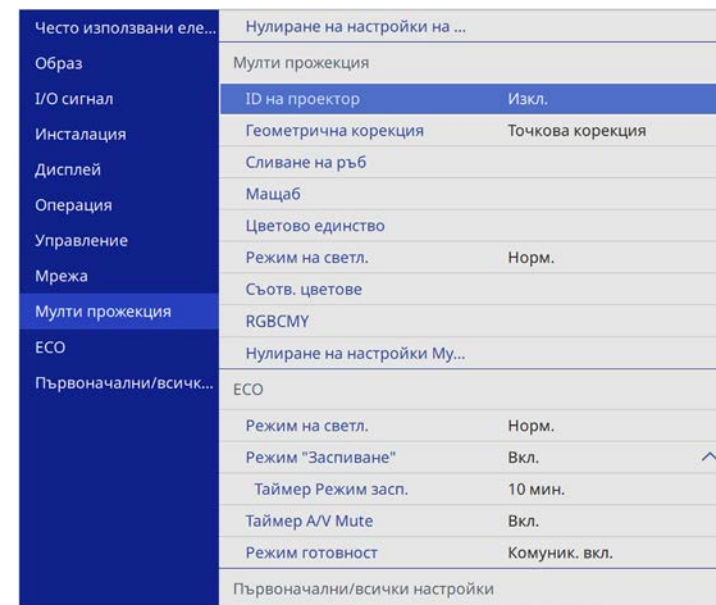 Често използвани еле...
Образ
I/O сигнал
Инсталация
Дисплей
Операция
Управление
Мрежа
Мулти прожекция
ECO
Първоначални/всичк...
Нулиране на настройки на ...
Мулти прожекция
ID на проектор Изкл.
Геометрична корекция Точкова корекция
Сливане на ръб
Мащаб
Цветово единство
Режим на светл. Норм.
Съотв. цветове
RGBCMY
Нулиране на настройки Му...
ECO
Режим на светл. Норм.
Режим "Заспиване" Вкл.
Таймер Режим засп. 10 мин.
Таймер A/V Mute Вкл.
Режим готовност Комуник. вкл.
Първоначални/всички настройки